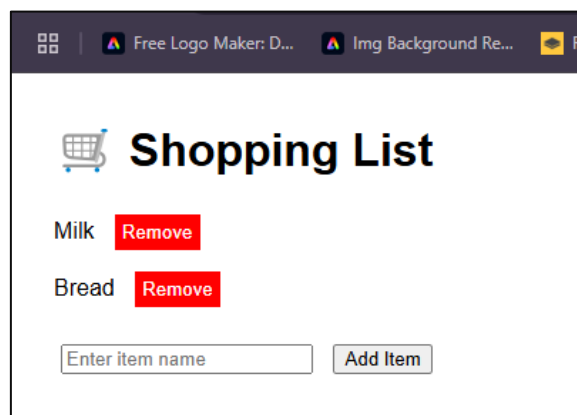 Free Logo Maker: D... Img Background Re...
Shopping List
Milk Remove
Bread Remove
Enter item name Add Item